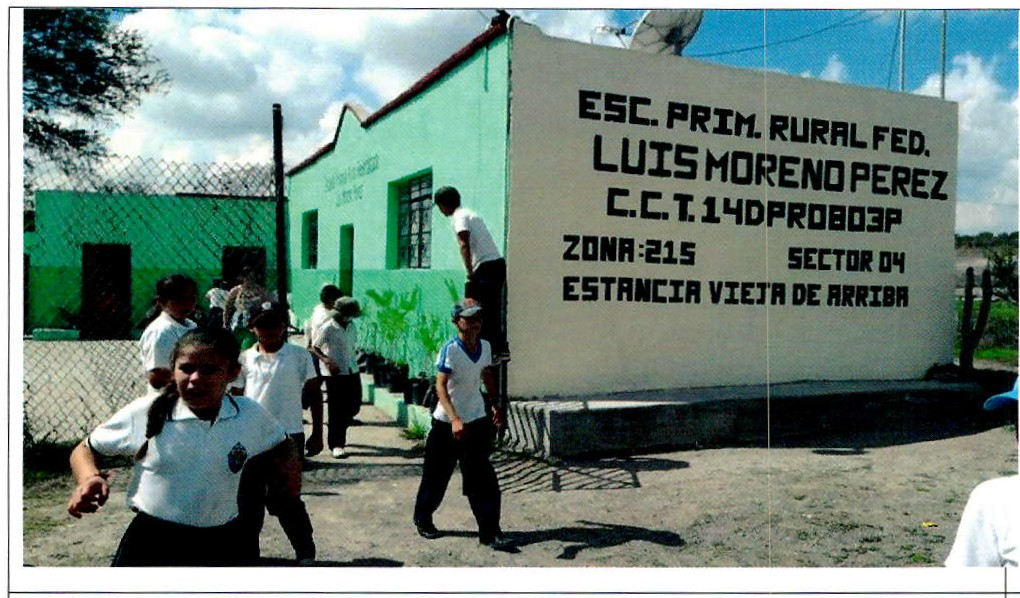 ESC. PRIM. RURAL FED.
LUIS MORENO PEREZ
C.C.T. 14DPR0803P
ZONA:215 SECTOR 04
ESTANCIA VIEJA DE ARRIBA